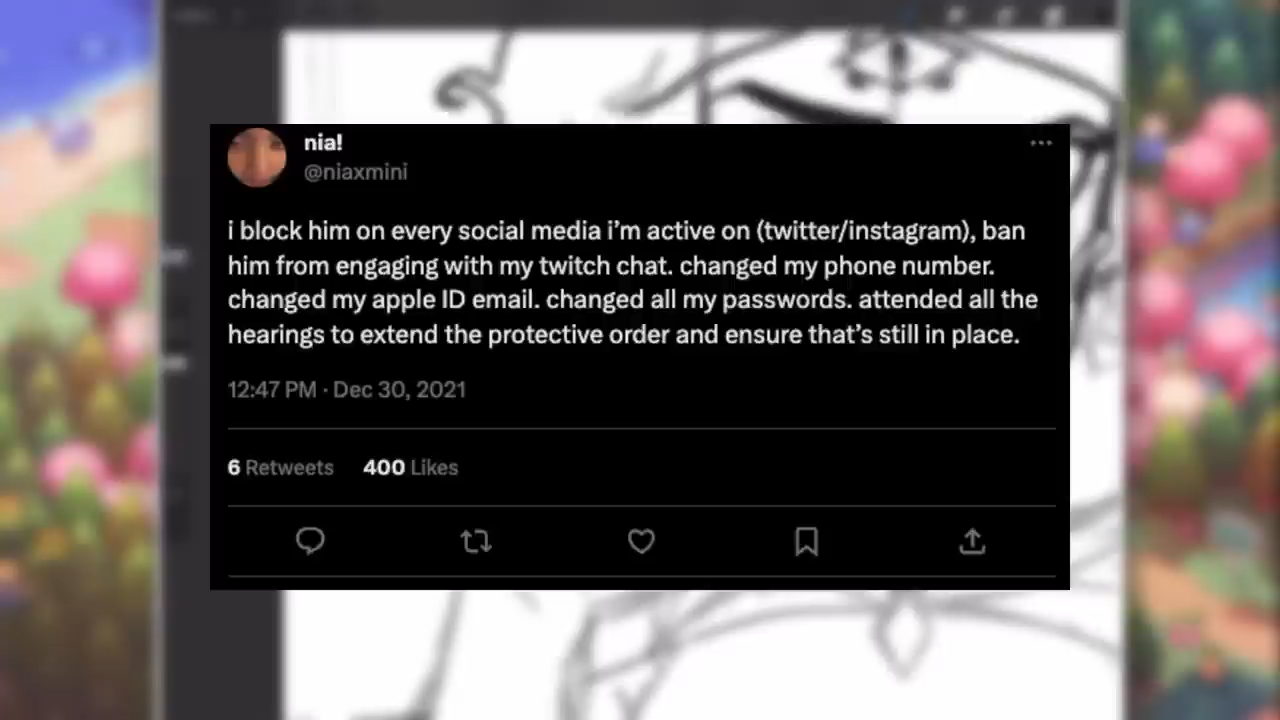 nia!
@niaxmini
i block him on every social media i’m active on (twitter/instagram), ban
him from engaging with my twitch chat. changed my phone number.
changed my apple ID email. changed all my passwords. attended all the
hearings to extend the protective order and ensure that’s still in place.
12:47 PM · Dec 30, 2021
6 Retweets 400 Likes